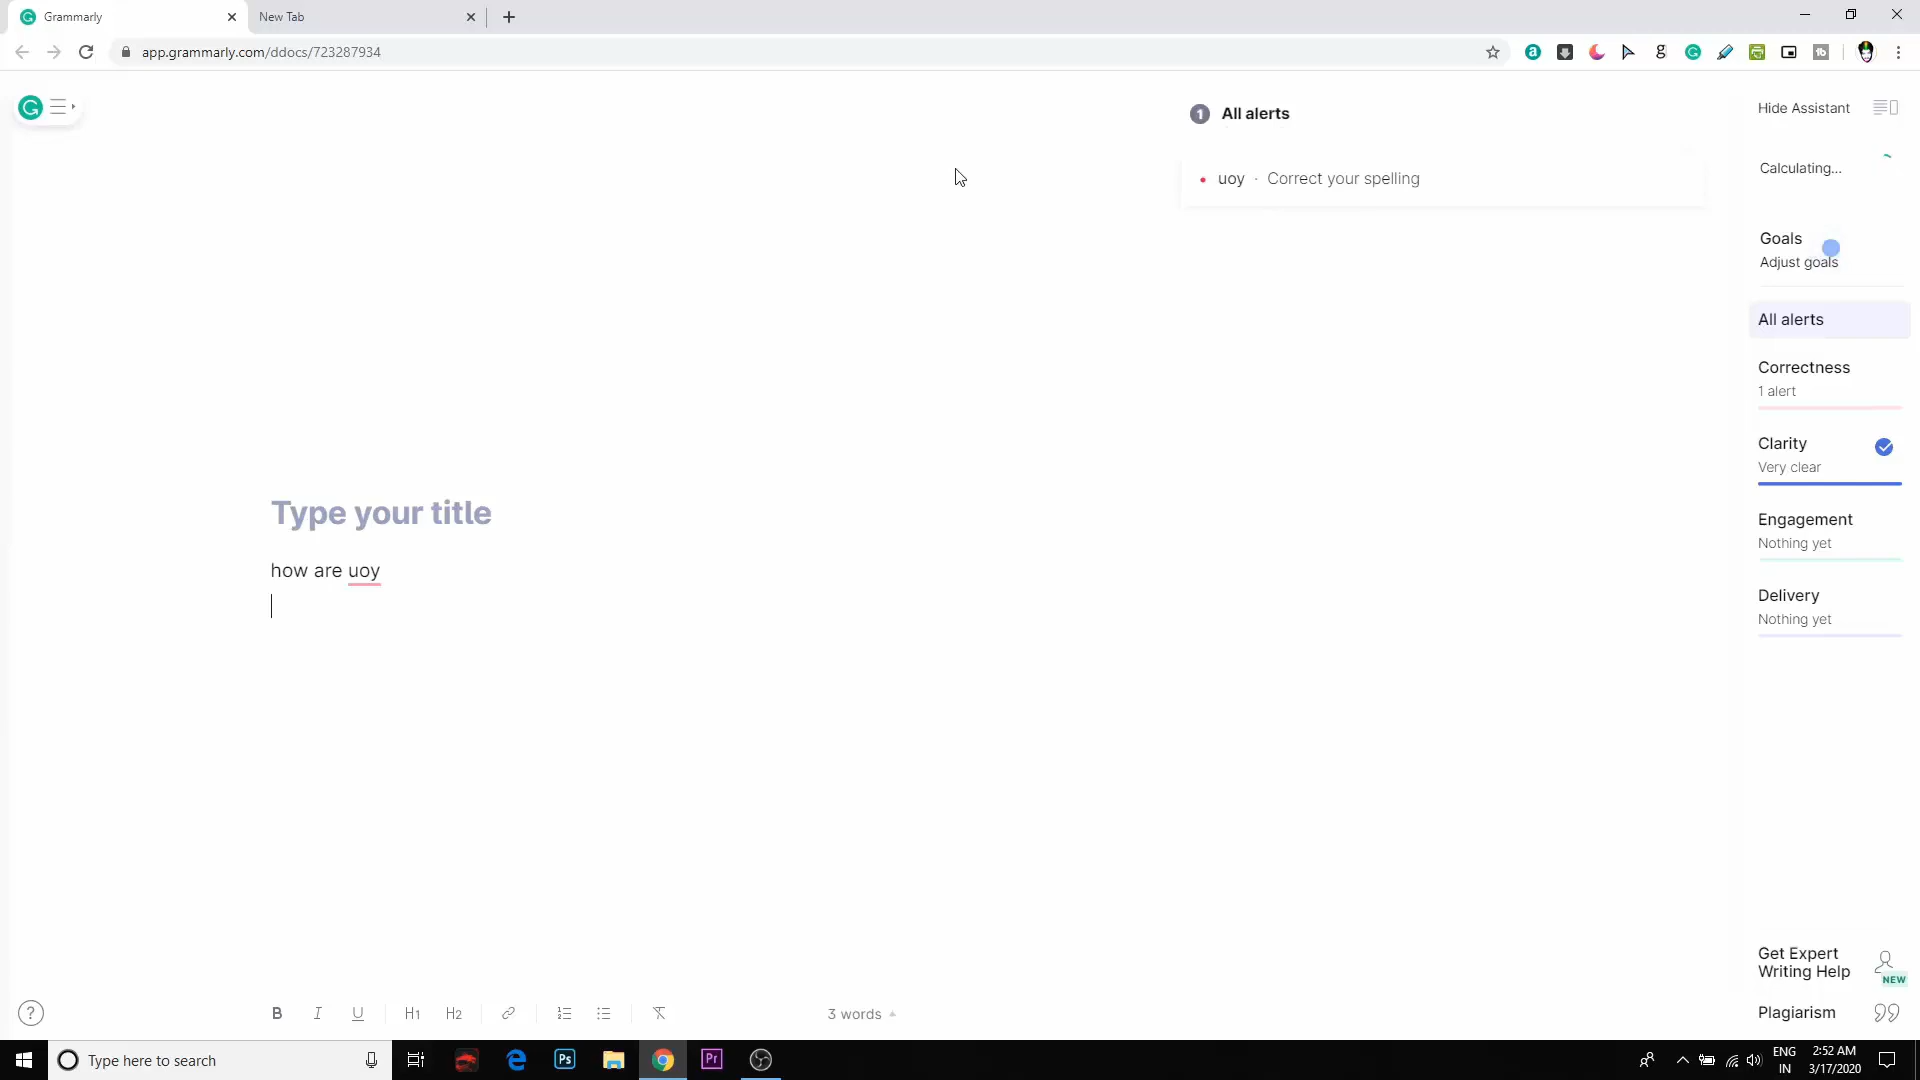 Grammarly
New Tab
app.grammarly.com/ddocs/723287934
1 All alerts
Hide Assistant
uoy · Correct your spelling
Calculating...
Goals
Adjust goals
All alerts
Correctness
1 alert
Clarity
Very clear
Engagement
Nothing yet
Delivery
Nothing yet
Type your title
how are uoy
Get Expert
Writing Help
NEW
Plagiarism
B I U H1 H2
3 words
Type here to search
Ps
Pr
ENG
IN
2:52 AM
3/17/2020